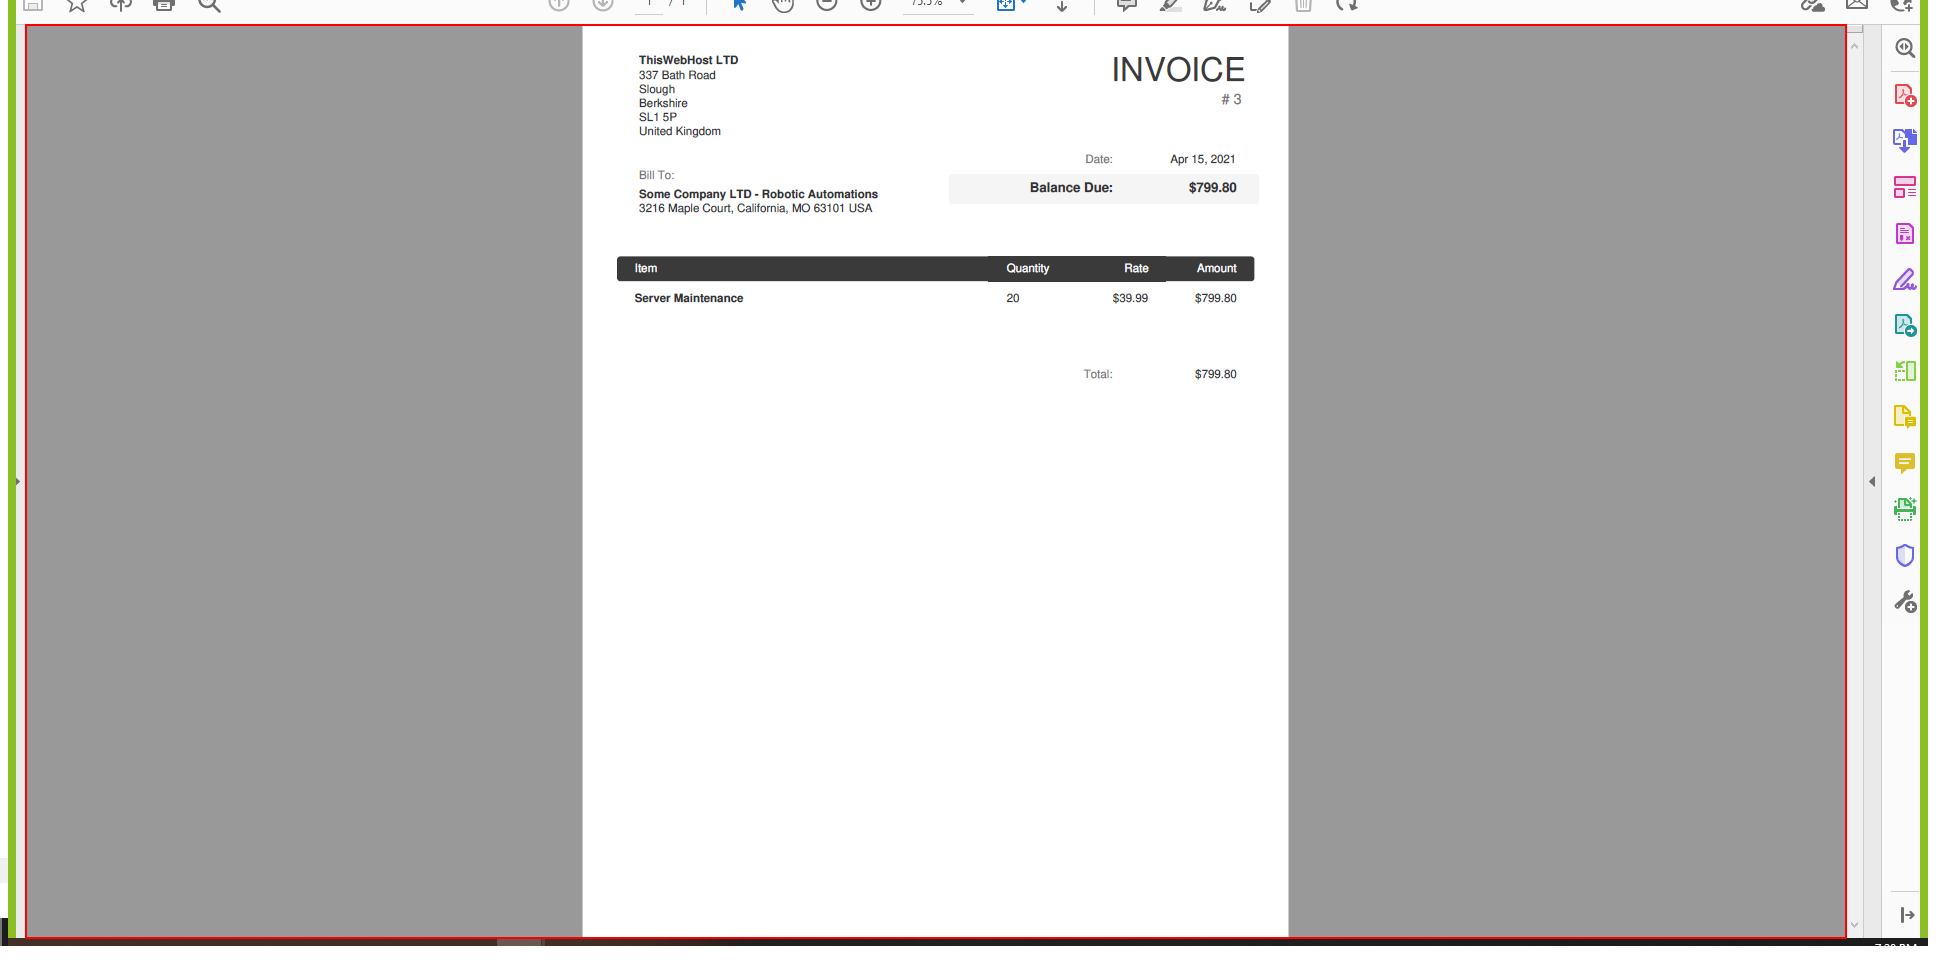 ThisWebHost LTD
337 Bath Road
Slough
Berkshire
SL1 5P
United Kingdom
INVOICE
# 3
Date: Apr 15, 2021
Balance Due: $799.80
Bill To:
Some Company LTD - Robotic Automations
3216 Maple Court, California, MO 63101 USA
Item Quantity Rate Amount
Server Maintenance 20 $39.99 $799.80
Total: $799.80